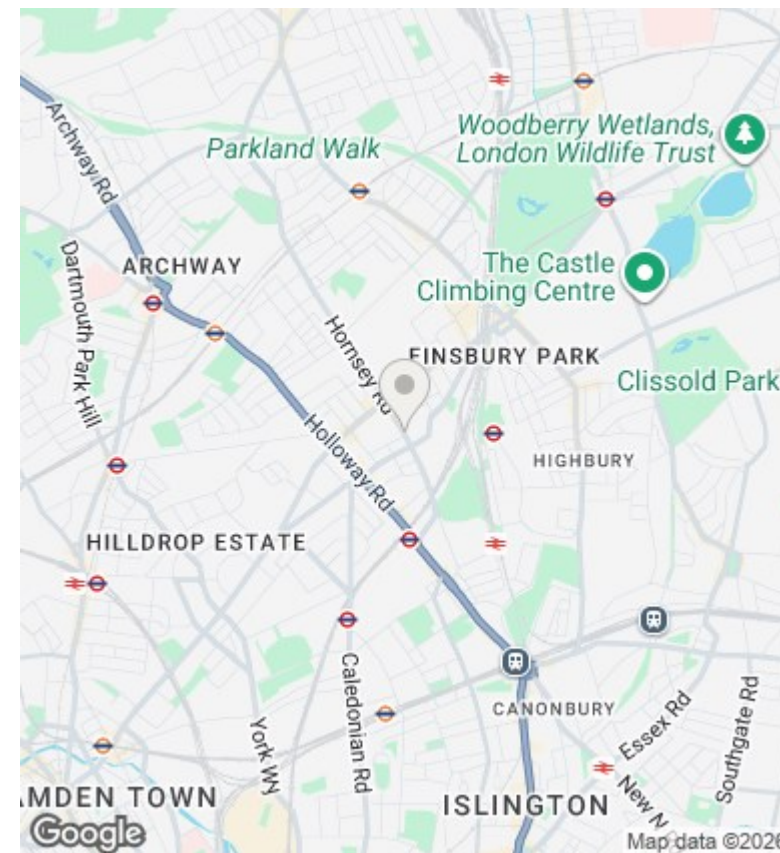 Archway Rd
Parkland Walk
Woodberry Wetlands,
London Wildlife Trust
ARCHWAY
Dartmouth Park Hill
The Castle
Climbing Centre
Hornsey Rd
FINSBURY PARK
Clissold Park
Holloway Rd
HIGHBURY
HILLDROP ESTATE
Caledonian Rd
York Wy
CANONBURY
Essex Rd
Southgate Rd
AMDEN TOWN
ISLINGTON
New N
Google
Map data ©2026